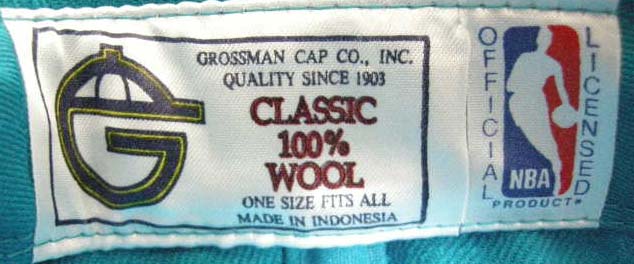 GROSSMAN CAP CO., INC.
QUALITY SINCE 1903
CLASSIC
100%
WOOL
ONE SIZE FITS ALL
MADE IN INDONESIA
G
OFFICIAL
LICENSED
NBA
PRODUCT®